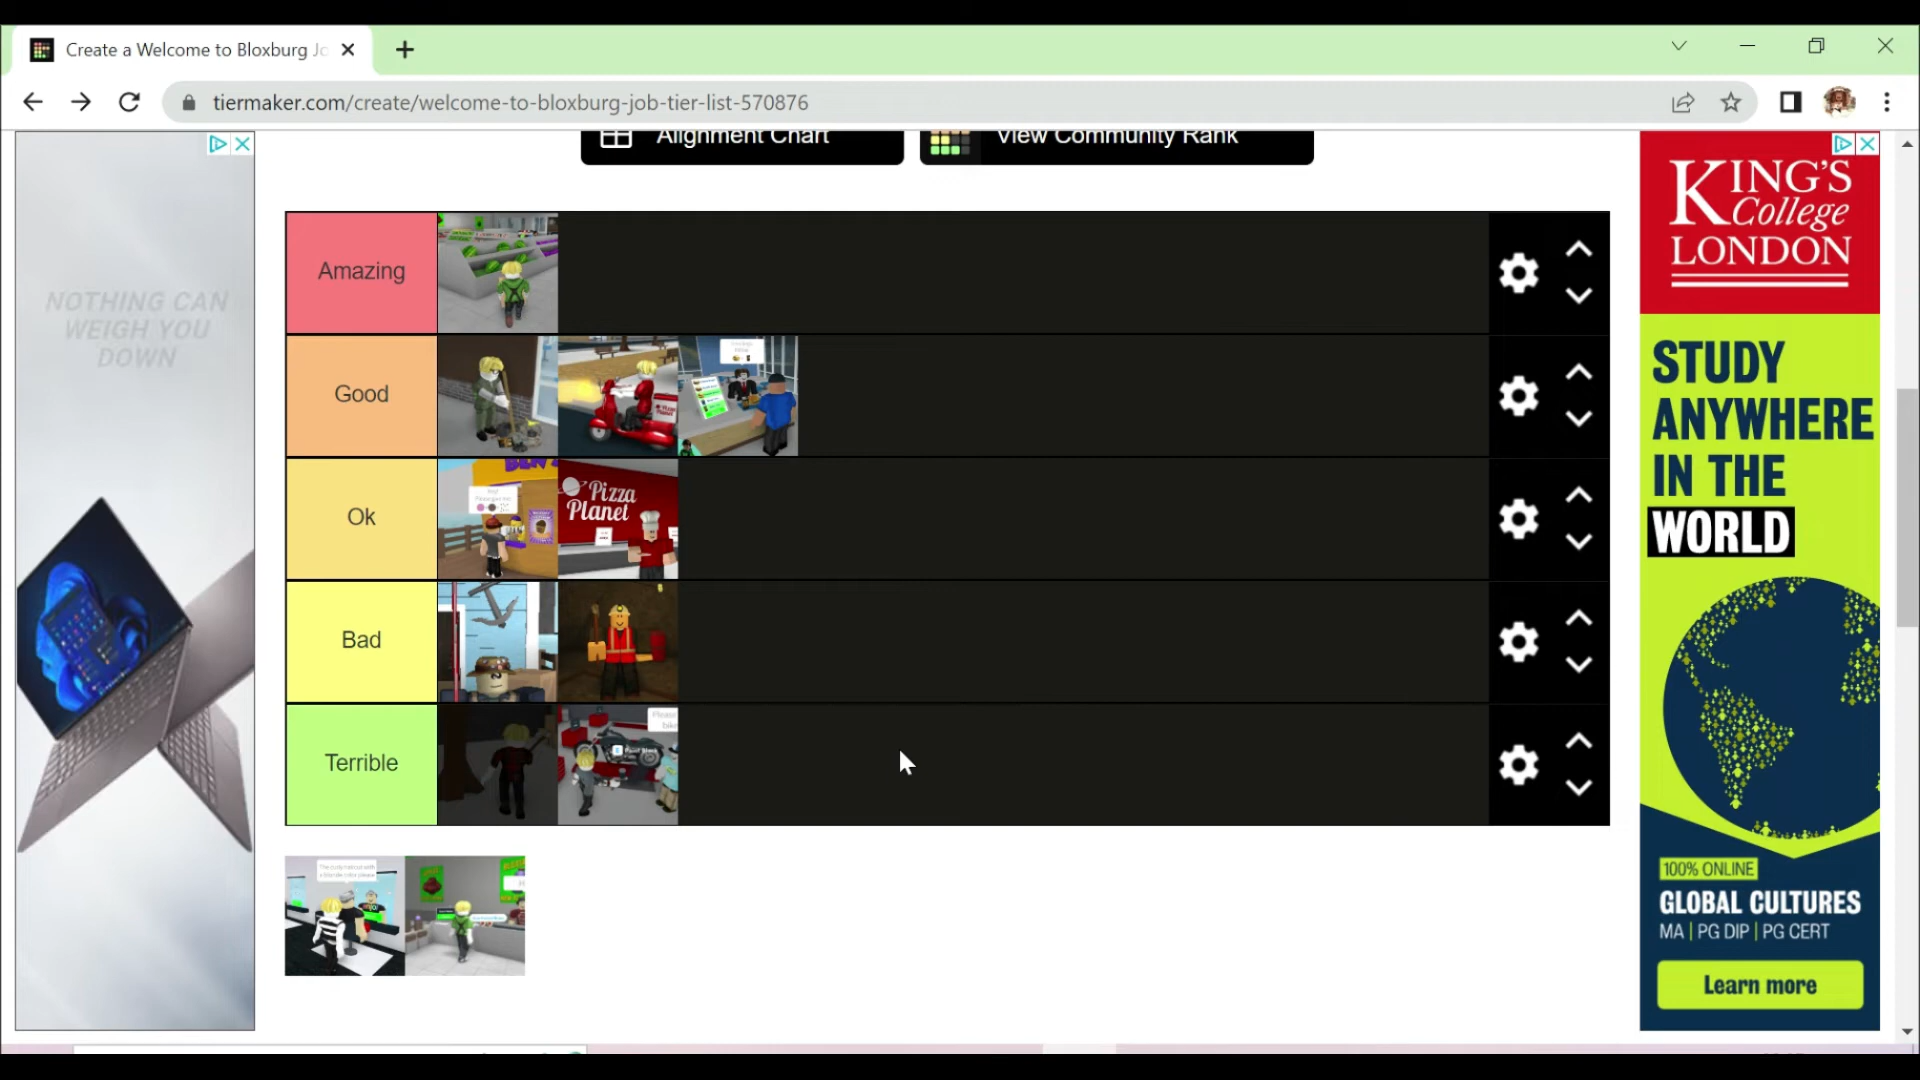 Create a Welcome to Bloxburg Jo
tiermaker.com/create/welcome-to-bloxburg-job-tier-list-570876
Alignment Chart
View Community Rank
NOTHING CAN
WEIGH YOU
DOWN
Amazing
Good
Ok
Pizza
Planet
Bad
Terrible
KING'S
College
LONDON
STUDY
ANYWHERE
IN THE
WORLD
100% ONLINE
GLOBAL CULTURES
MA | PG DIP | PG CERT
Learn more